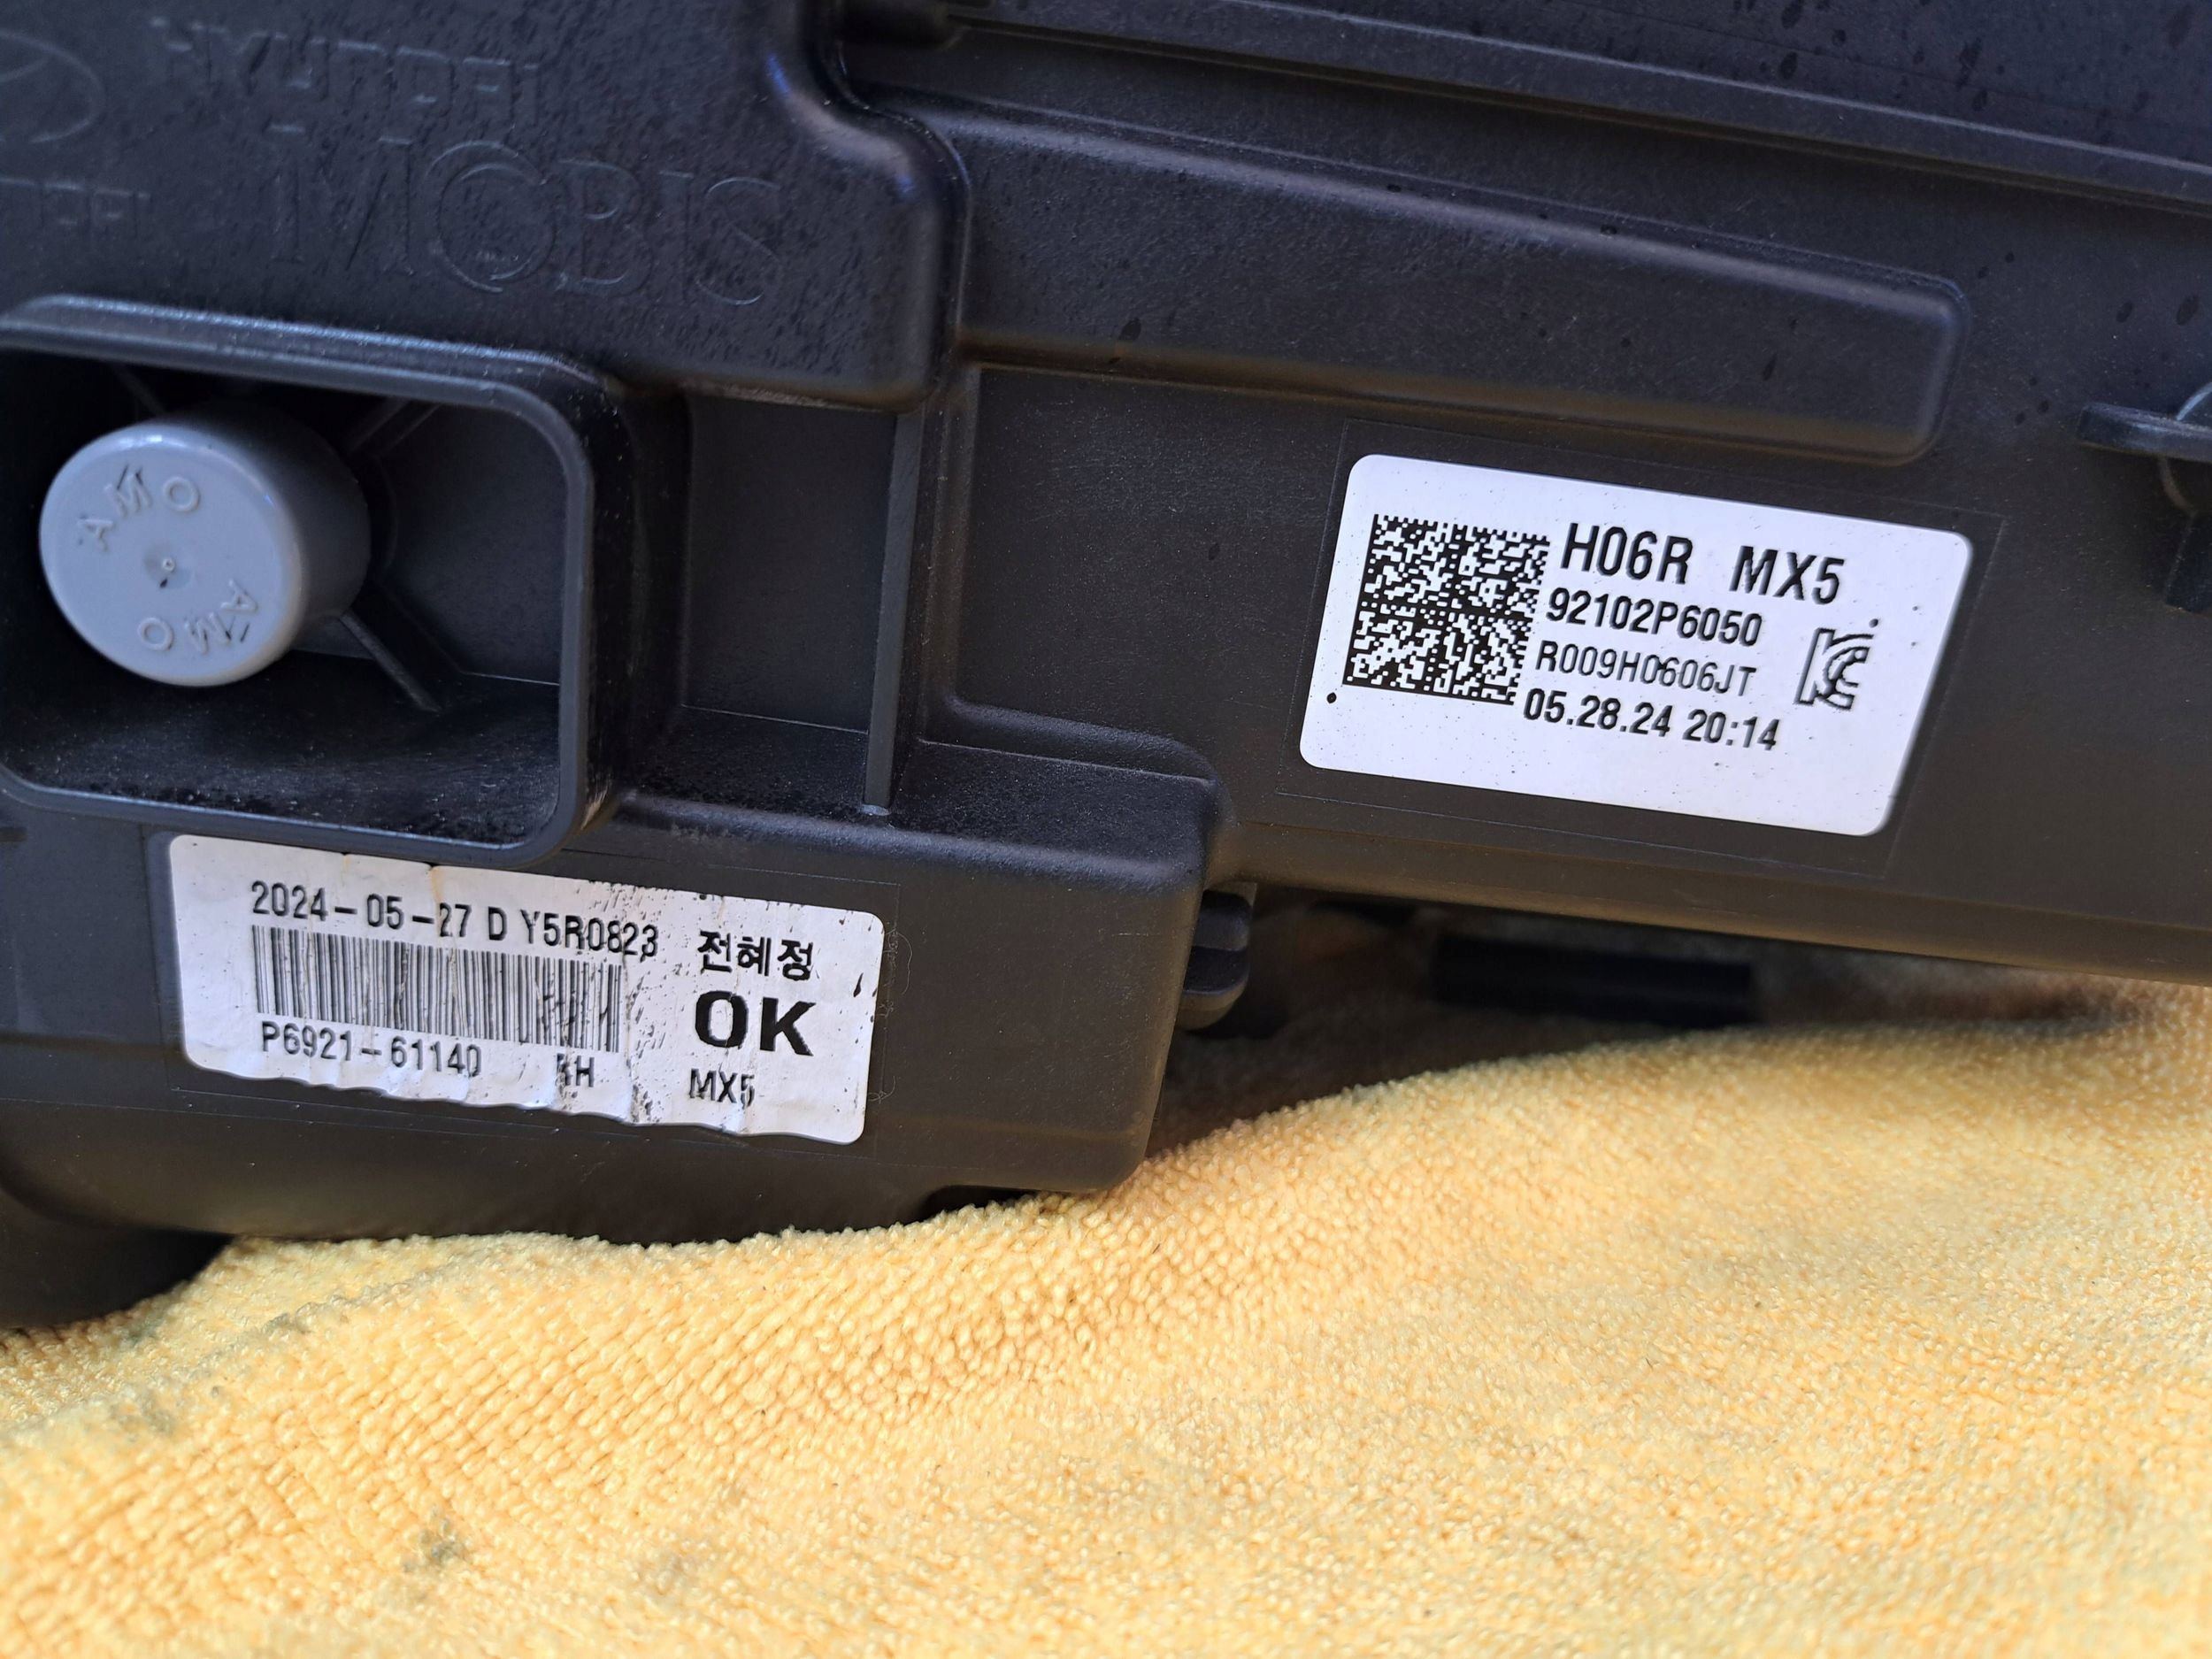 HYUNDAI
MOBIS
AMO
AMO
H06R MX5
92102P6050
R009H0606JT
05.28.24 20:14
2024-05-27 D Y5R0823
전혜정
OK
P6921-61140 RH
MX5